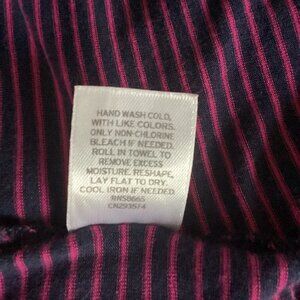 HAND WASH COLD,
WITH LIKE COLORS.
ONLY NON-CHLORINE
BLEACH IF NEEDED.
ROLL IN TOWEL TO
REMOVE EXCESS
MOISTURE. RESHAPE,
LAY FLAT TO DRY.
COOL IRON IF NEEDED.
RN58665
CN293574